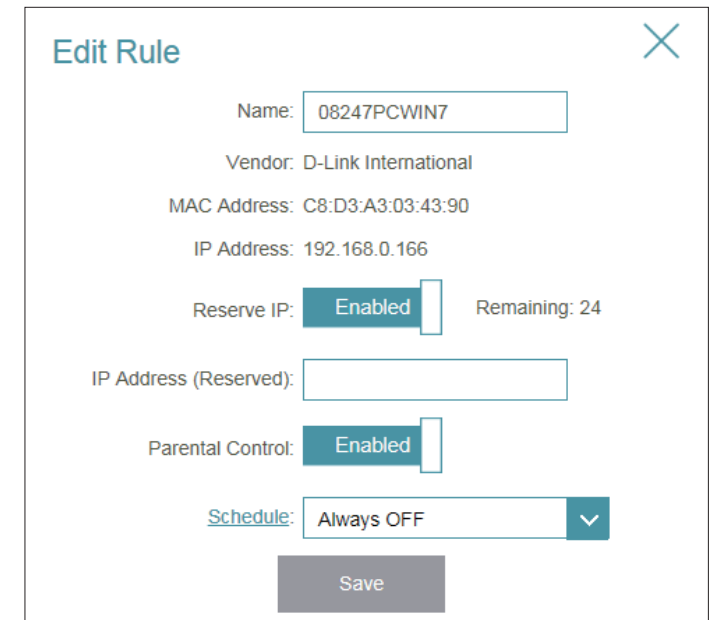 Edit Rule
Name: 08247PCWIN7
Vendor: D-Link International
MAC Address: C8:D3:A3:03:43:90
IP Address: 192.168.0.166
Reserve IP: Enabled Remaining: 24
IP Address (Reserved):
Parental Control: Enabled
Schedule: Always OFF
Save